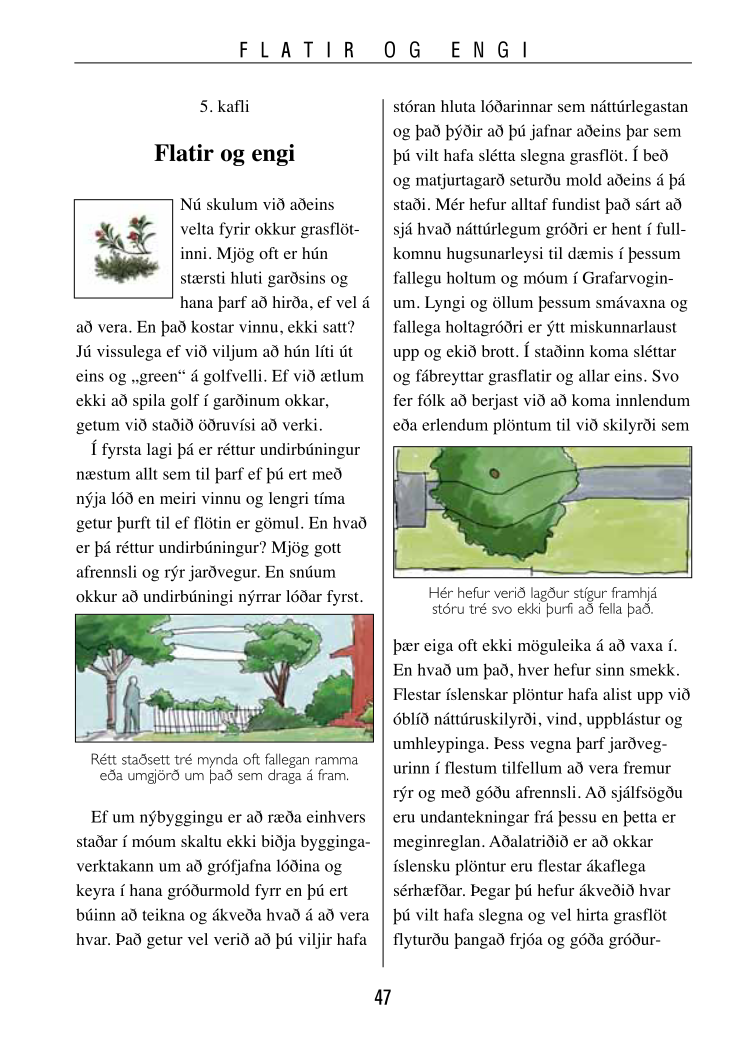 FLATIR OG ENGI
5. kafli
Flatir og engi
Nú skulum við aðeins
velta fyrir okkur grasflöt-
inni. Mjög oft er hún
stærsti hluti garðsins og
hana þarf að hirða, ef vel á
að vera. En það kostar vinnu, ekki satt?
Jú vissulega ef við viljum að hún líti út
eins og „green“ á golfvelli. Ef við ætlum
ekki að spila golf í garðinum okkar,
getum við staðið öðruvísi að verki.
Í fyrsta lagi þá er réttur undirbúningur
næstum allt sem til þarf ef þú ert með
nýja lóð en meiri vinnu og lengri tíma
getur þurft til ef flötin er gömul. En hvað
er þá réttur undirbúningur? Mjög gott
afrennsli og rýr jarðvegur. En snúum
okkur að undirbúningi nýrrar lóðar fyrst.
Rétt staðsett tré mynda oft fallegan ramma
eða umgjörð um það sem draga á fram.
Ef um nýbyggingu er að ræða einhvers
staðar í móum skaltu ekki biðja bygginga-
verktakann um að grófjafna lóðina og
keyra í hana gróðurmold fyrr en þú ert
búinn að teikna og ákveða hvað á að vera
hvar. Það getur vel verið að þú viljir hafa
stóran hluta lóðarinnar sem náttúrlegastan
og það þýðir að þú jafnar aðeins þar sem
þú vilt hafa slétta slegna grasflöt. Í beð
og matjurtagarð seturðu mold aðeins á þá
staði. Mér hefur alltaf fundist það sárt að
sjá hvað náttúrlegum gróðri er hent í full-
komnu hugsunarleysi til dæmis í þessum
fallegu holtum og móum í Grafarvogin-
um. Lyngi og öllum þessum smávaxna og
fallega holtagróðri er ýtt miskunnarlaust
upp og ekið brott. Í staðinn koma sléttar
og fábreyttar grasflatir og allar eins. Svo
fer fólk að berjast við að koma innlendum
eða erlendum plöntum til við skilyrði sem
Hér hefur verið lagður stígur framhjá
stóru tré svo ekki þurfi að fella það.
þær eiga oft ekki möguleika á að vaxa í.
En hvað um það, hver hefur sinn smekk.
Flestar íslenskar plöntur hafa alist upp við
óblíð náttúruskilyrði, vind, uppblástur og
umhleypinga. Þess vegna þarf jarðveg-
urinn í flestum tilfellum að vera fremur
rýr og með góðu afrennsli. Að sjálfsögðu
eru undantekningar frá þessu en þetta er
meginreglan. Aðalatriðið er að okkar
íslensku plöntur eru flestar ákaflega
sérhæfðar. Þegar þú hefur ákveðið hvar
þú vilt hafa slegna og vel hirta grasflöt
flyturðu þangað frjóa og góða gróður-
47